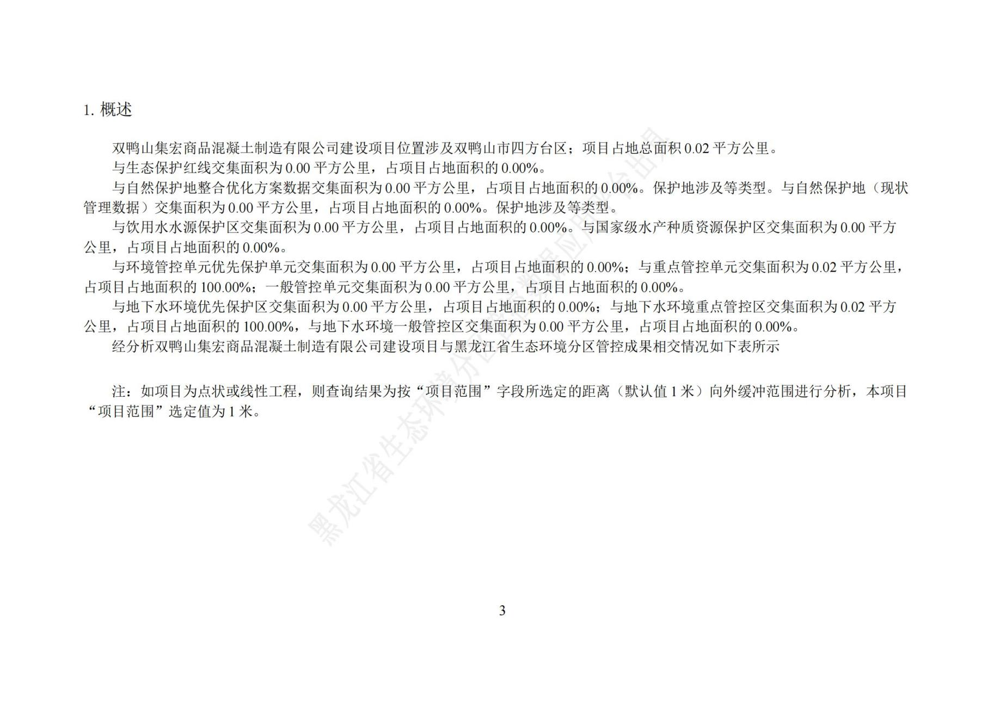 1. 概述
双鸭山集宏商品混凝土制造有限公司建设项目位置涉及双鸭山市四方台区；项目占地总面积 0.02 平方公里。
与生态保护红线交集面积为 0.00 平方公里，占项目占地面积的 0.00%。
与自然保护地整合优化方案数据交集面积为 0.00 平方公里，占项目占地面积的 0.00%。保护地涉及等类型。与自然保护地（现状
管理数据）交集面积为 0.00 平方公里，占项目占地面积的 0.00%。保护地涉及等类型。
与饮用水水源保护区交集面积为 0.00 平方公里，占项目占地面积的 0.00%。与国家级水产种质资源保护区交集面积为 0.00 平方
公里，占项目占地面积的 0.00%。
与环境管控单元优先保护单元交集面积为 0.00 平方公里，占项目占地面积的 0.00%；与重点管控单元交集面积为 0.02 平方公里，
占项目占地面积的 100.00%；一般管控单元交集面积为 0.00 平方公里，占项目占地面积的 0.00%。
与地下水环境优先保护区交集面积为 0.00 平方公里，占项目占地面积的 0.00%；与地下水环境重点管控区交集面积为 0.02 平方
公里，占项目占地面积的 100.00%，与地下水环境一般管控区交集面积为 0.00 平方公里，占项目占地面积的 0.00%。
经分析双鸭山集宏商品混凝土制造有限公司建设项目与黑龙江省生态环境分区管控成果相交情况如下表所示
注：如项目为点状或线性工程，则查询结果为按“项目范围”字段所选定的距离（默认值 1 米）向外缓冲范围进行分析，本项目
“项目范围”选定值为 1 米。
黑龙江省生态环境分区管控数据应用平台出具
3